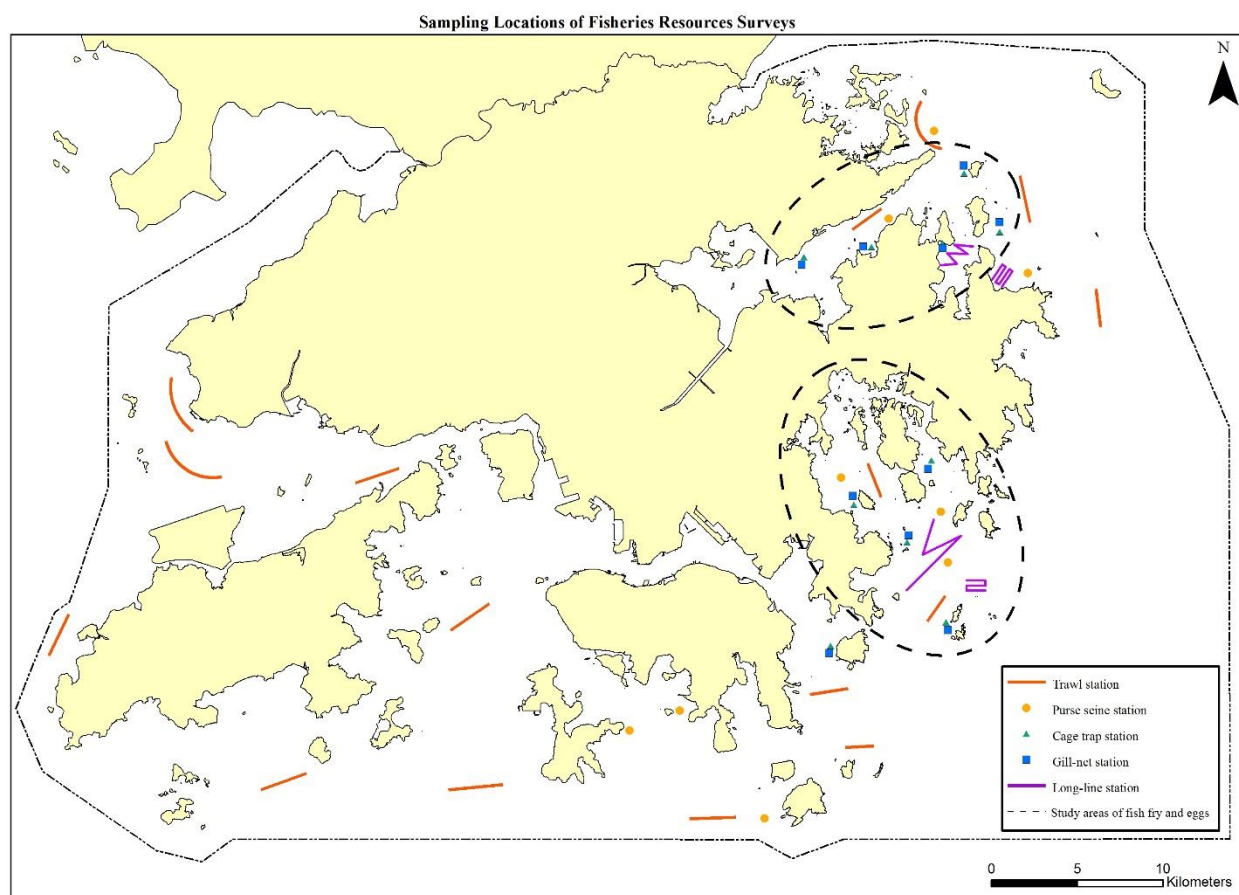 Sampling Locations of Fisheries Resources Surveys
N
Trawl station
Purse seine station
Cage trap station
Gill-net station
Long-line station
Study areas of fish fry and eggs
0 5 10
Kilometers